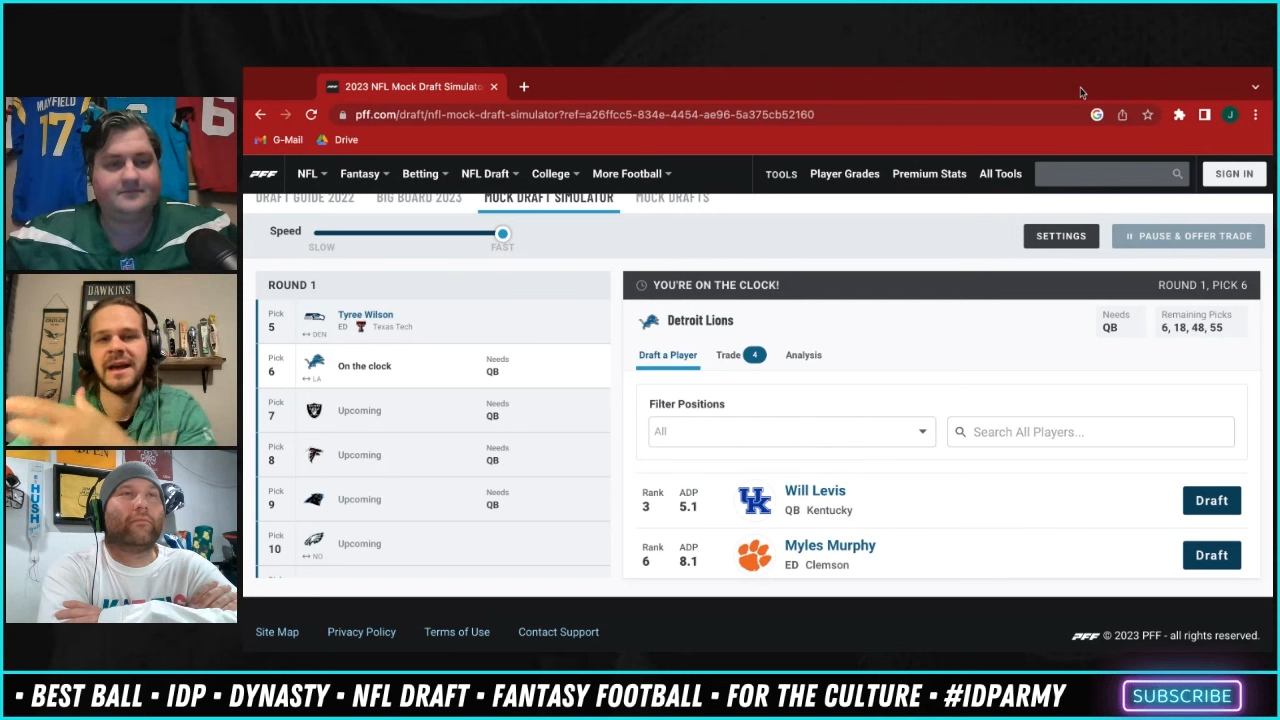 2023 NFL Mock Draft Simulato
pff.com/draft/nfl-mock-draft-simulator?ref=a26ffcc5-834e-4454-ae96-5a375cb52160
J
G-Mail Drive
PFF NFL Fantasy Betting NFL Draft College More Football TOOLS Player Grades Premium Stats All Tools SIGN IN
DRAFT GUIDE 2022 BIG BOARD 2023 MOCK DRAFT SIMULATOR MOCK DRAFTS
Speed
SLOW FAST
SETTINGS PAUSE & OFFER TRADE
ROUND 1
Pick 5 Tyree Wilson
DEN ED Texas Tech
Pick 6 On the clock Needs QB
LA
Pick 7 Upcoming Needs QB
Pick 8 Upcoming Needs QB
Pick 9 Upcoming Needs QB
Pick 10 Upcoming
NO
YOU'RE ON THE CLOCK! ROUND 1, PICK 6
Detroit Lions
Needs QB
Remaining Picks 6, 18, 48, 55
Draft a Player Trade 4 Analysis
Filter Positions
All Search All Players...
Rank 3 ADP 5.1 UK Will Levis QB Kentucky Draft
Rank 6 ADP 8.1 Myles Murphy ED Clemson Draft
Site Map Privacy Policy Terms of Use Contact Support
PFF © 2023 PFF - all rights reserved.
MAYFIELD
17
6
DAWKINS
HUSH
· BEST BALL · IDP · DYNASTY · NFL DRAFT · FANTASY FOOTBALL · FOR THE CULTURE · #IDPARMY
SUBSCRIBE